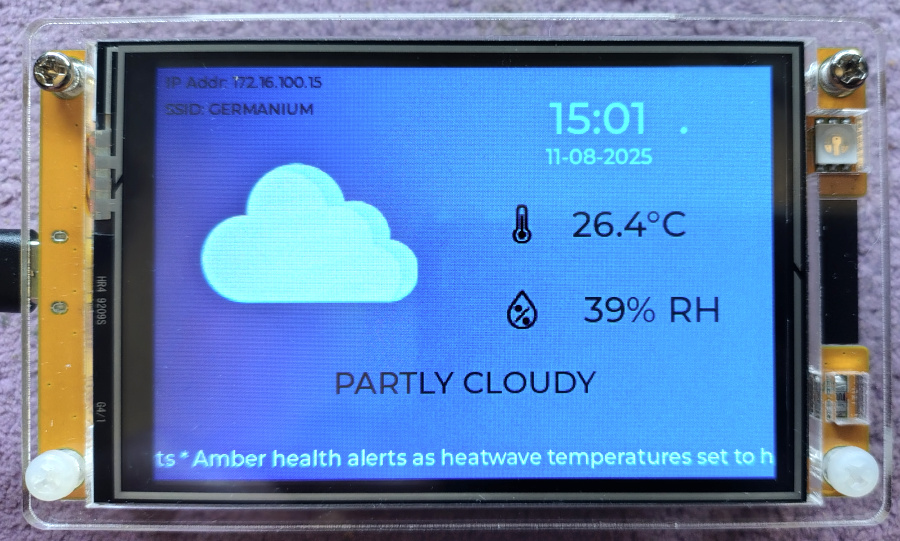 IP Addr: 172.16.100.15
SSID: GERMANIUM
15:01 .
11-08-2025
26.4°C
39% RH
PARTLY CLOUDY
ts * Amber health alerts as heatwave temperatures set to h
HR4 9209S
G4/1